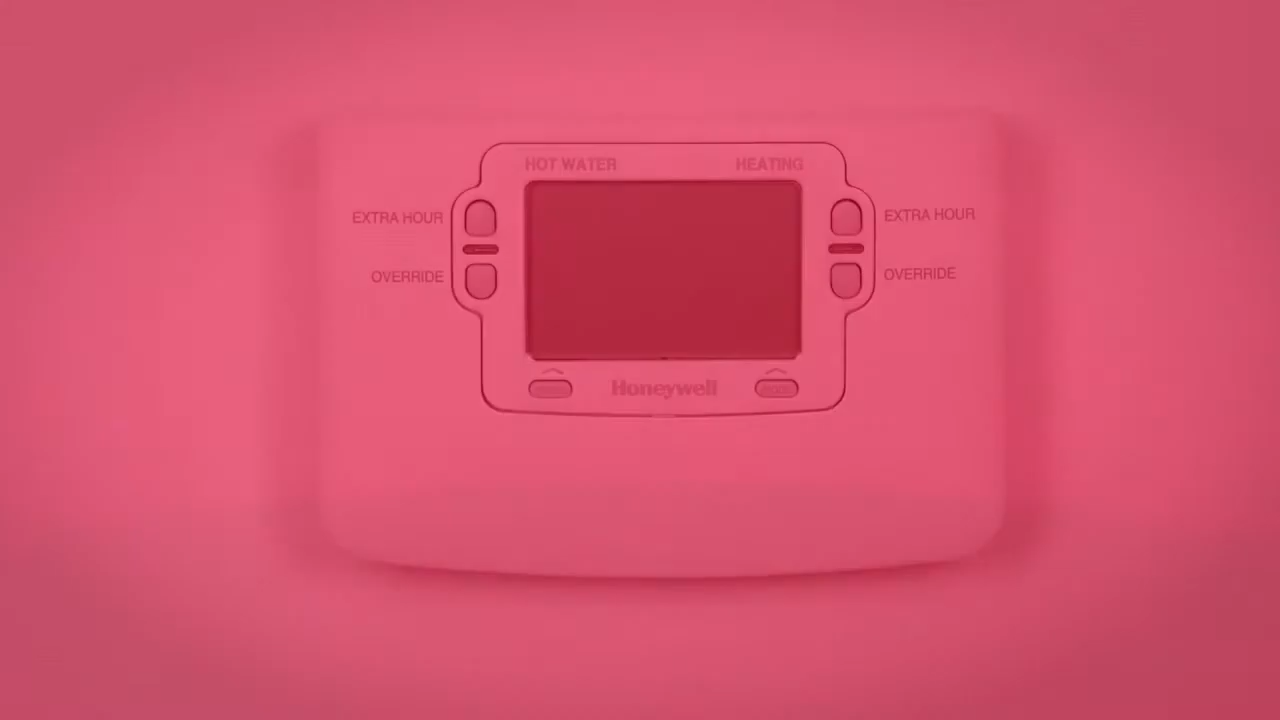 HOT WATER
HEATING
EXTRA HOUR
EXTRA HOUR
OVERRIDE
OVERRIDE
Honeywell